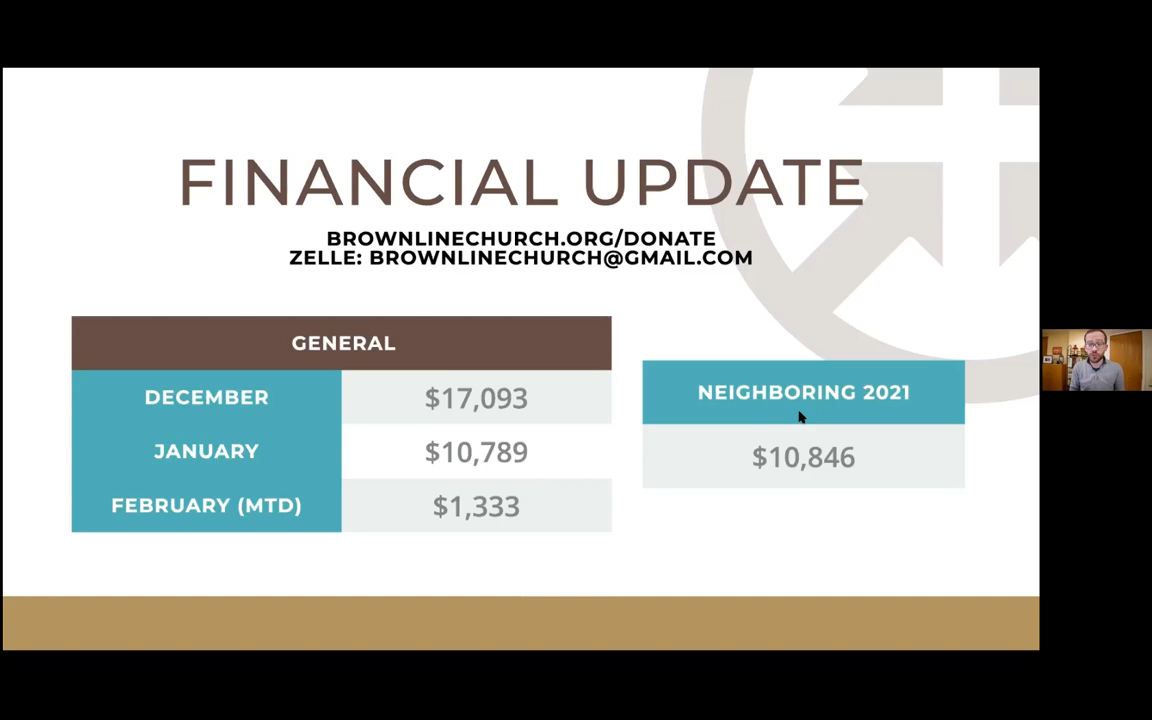 FINANCIAL UPDATE
BROWNLINECHURCH.ORG/DONATE
ZELLE: BROWNLINECHURCH@GMAIL.COM
GENERAL
DECEMBER $17,093
JANUARY $10,789
FEBRUARY (MTD) $1,333
NEIGHBORING 2021
$10,846